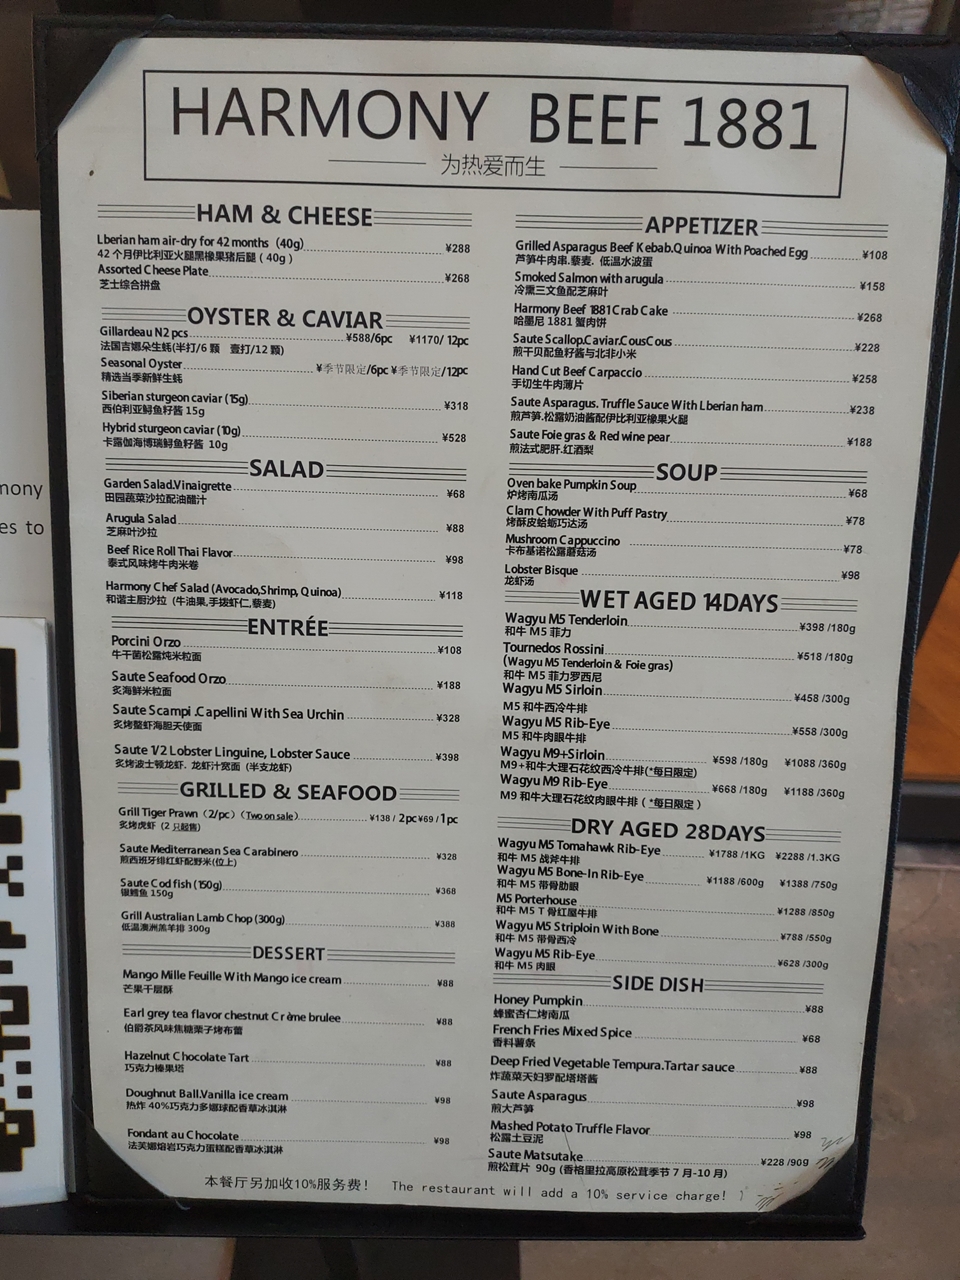 HARMONY BEEF 1881
为热爱而生
HAM & CHEESE
Lberian ham air-dry for 42 months (40g) ¥288
42 个月伊比利亚火腿黑橡果猪后腿 ( 40g )
Assorted Cheese Plate ¥268
芝士综合拼盘
OYSTER & CAVIAR
Gillardeau N2 pcs ¥588/6pc ¥1170/ 12pc
法国吉娜朵生蚝(半打/6 颗 壹打/12 颗)
Seasonal Oyster ¥季节限定/6pc ¥季节限定/12pc
精选当季新鲜生蚝
Siberian sturgeon caviar (15g) ¥318
西伯利亚鲟鱼籽酱 15g
Hybrid sturgeon caviar (10g) ¥528
卡露伽海博瑞鲟鱼籽酱 10g
SALAD
Garden Salad.Vinaigrette ¥68
田园蔬菜沙拉配油醋汁
Arugula Salad ¥88
芝麻叶沙拉
Beef Rice Roll Thai Flavor ¥98
泰式风味烤牛肉米卷
Harmony Chef Salad (Avocado,Shrimp, Quinoa) ¥118
和谐主厨沙拉 (牛油果,手拨虾仁,藜麦)
ENTRÉE
Porcini Orzo ¥108
牛干菌松露炖米粒面
Saute Seafood Orzo ¥188
炙海鲜米粒面
Saute Scampi .Capellini With Sea Urchin ¥328
炙烤螯虾海胆天使面
Saute 1/2 Lobster Linguine, Lobster Sauce ¥398
炙烤波士顿龙虾. 龙虾汁宽面 (半支龙虾)
GRILLED & SEAFOOD
Grill Tiger Prawn (2/pc) (Two on sale) ¥138 / 2pc ¥69 / 1pc
炙烤虎虾 (2 只起售)
Saute Mediterranean Sea Carabinero ¥328
煎西班牙绯红虾配野米(位上)
Saute Cod fish (150g) ¥368
银鳕鱼 150g
Grill Australian Lamb Chop (300g) ¥388
低温澳洲羔羊排 300g
DESSERT
Mango Mille Feuille With Mango ice cream ¥88
芒果千层酥
Earl grey tea flavor chestnut Crème brulee ¥88
伯爵茶风味焦糖栗子烤布蕾
Hazelnut Chocolate Tart ¥88
巧克力榛果塔
Doughnut Ball.Vanilla ice cream ¥98
热炸 40%巧克力多娜球配香草冰淇淋
Fondant au Chocolate ¥98
法芙娜熔岩巧克力蛋糕配香草冰淇淋
APPETIZER
Grilled Asparagus Beef Kebab.Quinoa With Poached Egg ¥108
芦笋牛肉串.藜麦. 低温水波蛋
Smoked Salmon with arugula ¥158
冷熏三文鱼配芝麻叶
Harmony Beef 1881 Crab Cake ¥268
哈墨尼 1881 蟹肉饼
Saute Scallop.Caviar.CousCous ¥228
煎干贝配鱼籽酱与北非小米
Hand Cut Beef Carpaccio ¥258
手切生牛肉薄片
Saute Asparagus. Truffle Sauce With Lberian ham ¥238
煎芦笋.松露奶油酱配伊比利亚橡果火腿
Saute Foie gras & Red wine pear ¥188
煎法式肥肝.红酒梨
SOUP
Oven bake Pumpkin Soup ¥68
炉烤南瓜汤
Clam Chowder With Puff Pastry ¥78
烤酥皮蛤蛎巧达汤
Mushroom Cappuccino ¥78
卡布基诺松露蘑菇汤
Lobster Bisque ¥98
龙虾汤
WET AGED 14DAYS
Wagyu M5 Tenderloin ¥398 /180g
和牛 M5 菲力
Tournedos Rossini ¥518 /180g
(Wagyu M5 Tenderloin & Foie gras)
和牛 M5 菲力罗西尼
Wagyu M5 Sirloin ¥458 /300g
M5 和牛西冷牛排
Wagyu M5 Rib-Eye ¥558 /300g
M5 和牛肉眼牛排
Wagyu M9+Sirloin ¥598 /180g ¥1088 /360g
M9+和牛大理石花纹西冷牛排(*每日限定)
Wagyu M9 Rib-Eye ¥668 /180g ¥1188 /360g
M9 和牛大理石花纹肉眼牛排 ( *每日限定 )
DRY AGED 28DAYS
Wagyu M5 Tomahawk Rib-Eye ¥1788 /1KG ¥2288 /1.3KG
和牛 M5 战斧牛排
Wagyu M5 Bone-In Rib-Eye ¥1188 /600g ¥1388 /750g
和牛 M5 带骨肋眼
M5 Porterhouse ¥1288 /850g
和牛 M5 T 骨红屋牛排
Wagyu M5 Striploin With Bone ¥788 /550g
和牛 M5 带骨西冷
Wagyu M5 Rib-Eye ¥628 /300g
和牛 M5 肉眼
SIDE DISH
Honey Pumpkin ¥88
蜂蜜杏仁烤南瓜
French Fries Mixed Spice ¥68
香料薯条
Deep Fried Vegetable Tempura.Tartar sauce ¥88
炸蔬菜天妇罗配塔塔酱
Saute Asparagus ¥98
煎大芦笋
Mashed Potato Truffle Flavor ¥98
松露土豆泥
Saute Matsutake ¥228 /90g
煎松茸片 90g (香格里拉高原松茸季节 7 月-10 月)
本餐厅另加收10%服务费! The restaurant will add a 10% service charge!
mony
es to